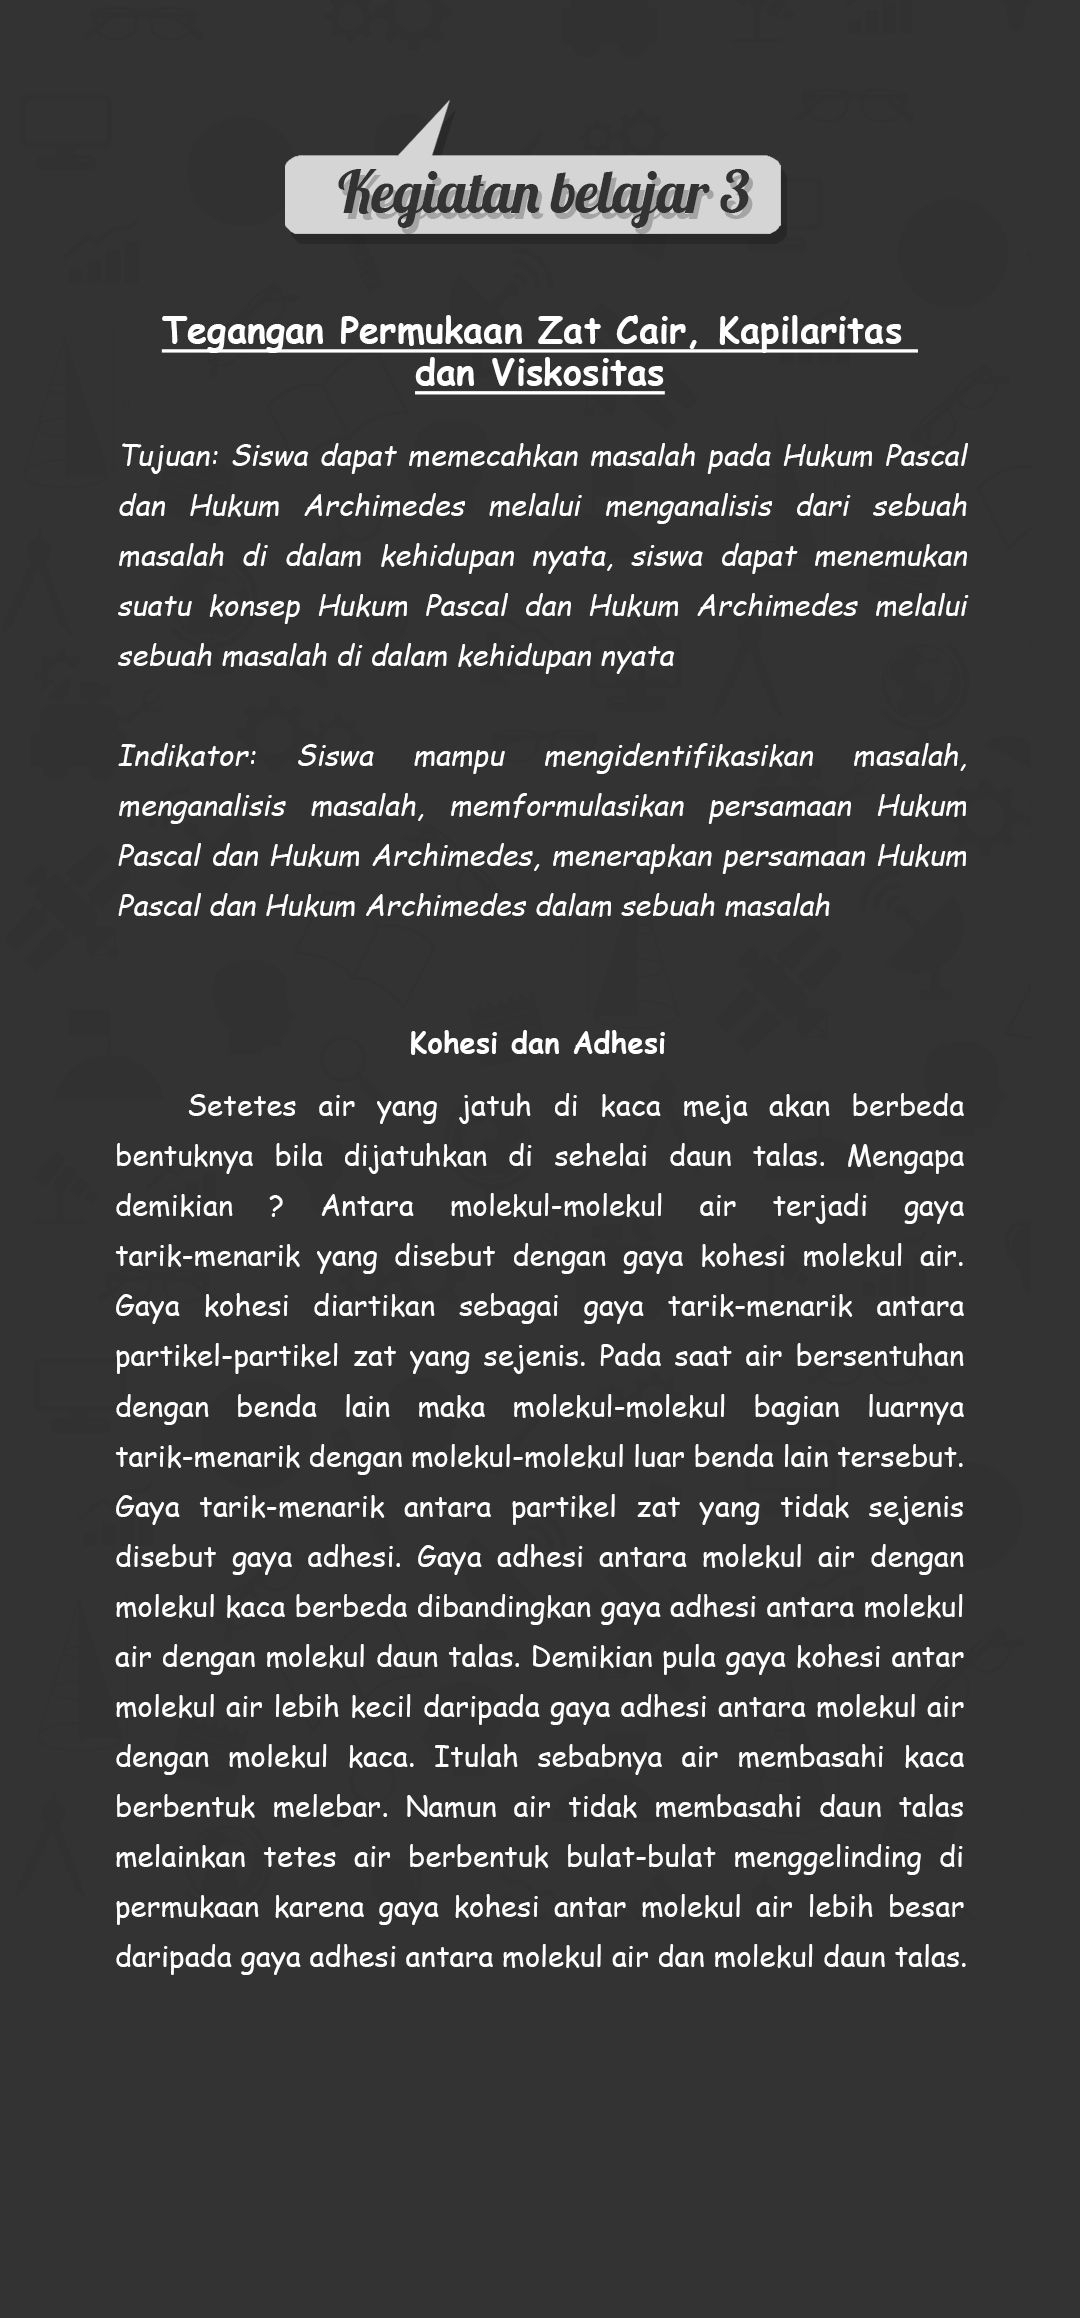 Kegiatan belajar 3
Tegangan Permukaan Zat Cair, Kapilaritas
dan Viskositas
Tujuan: Siswa dapat memecahkan masalah pada Hukum Pascal
dan Hukum Archimedes melalui menganalisis dari sebuah
masalah di dalam kehidupan nyata, siswa dapat menemukan
suatu konsep Hukum Pascal dan Hukum Archimedes melalui
sebuah masalah di dalam kehidupan nyata
Indikator: Siswa mampu mengidentifikasikan masalah,
menganalisis masalah, memformulasikan persamaan Hukum
Pascal dan Hukum Archimedes, menerapkan persamaan Hukum
Pascal dan Hukum Archimedes dalam sebuah masalah
Kohesi dan Adhesi
Setetes air yang jatuh di kaca meja akan berbeda
bentuknya bila dijatuhkan di sehelai daun talas. Mengapa
demikian ? Antara molekul-molekul air terjadi gaya
tarik-menarik yang disebut dengan gaya kohesi molekul air.
Gaya kohesi diartikan sebagai gaya tarik-menarik antara
partikel-partikel zat yang sejenis. Pada saat air bersentuhan
dengan benda lain maka molekul-molekul bagian luarnya
tarik-menarik dengan molekul-molekul luar benda lain tersebut.
Gaya tarik-menarik antara partikel zat yang tidak sejenis
disebut gaya adhesi. Gaya adhesi antara molekul air dengan
molekul kaca berbeda dibandingkan gaya adhesi antara molekul
air dengan molekul daun talas. Demikian pula gaya kohesi antar
molekul air lebih kecil daripada gaya adhesi antara molekul air
dengan molekul kaca. Itulah sebabnya air membasahi kaca
berbentuk melebar. Namun air tidak membasahi daun talas
melainkan tetes air berbentuk bulat-bulat menggelinding di
permukaan karena gaya kohesi antar molekul air lebih besar
daripada gaya adhesi antara molekul air dan molekul daun talas.